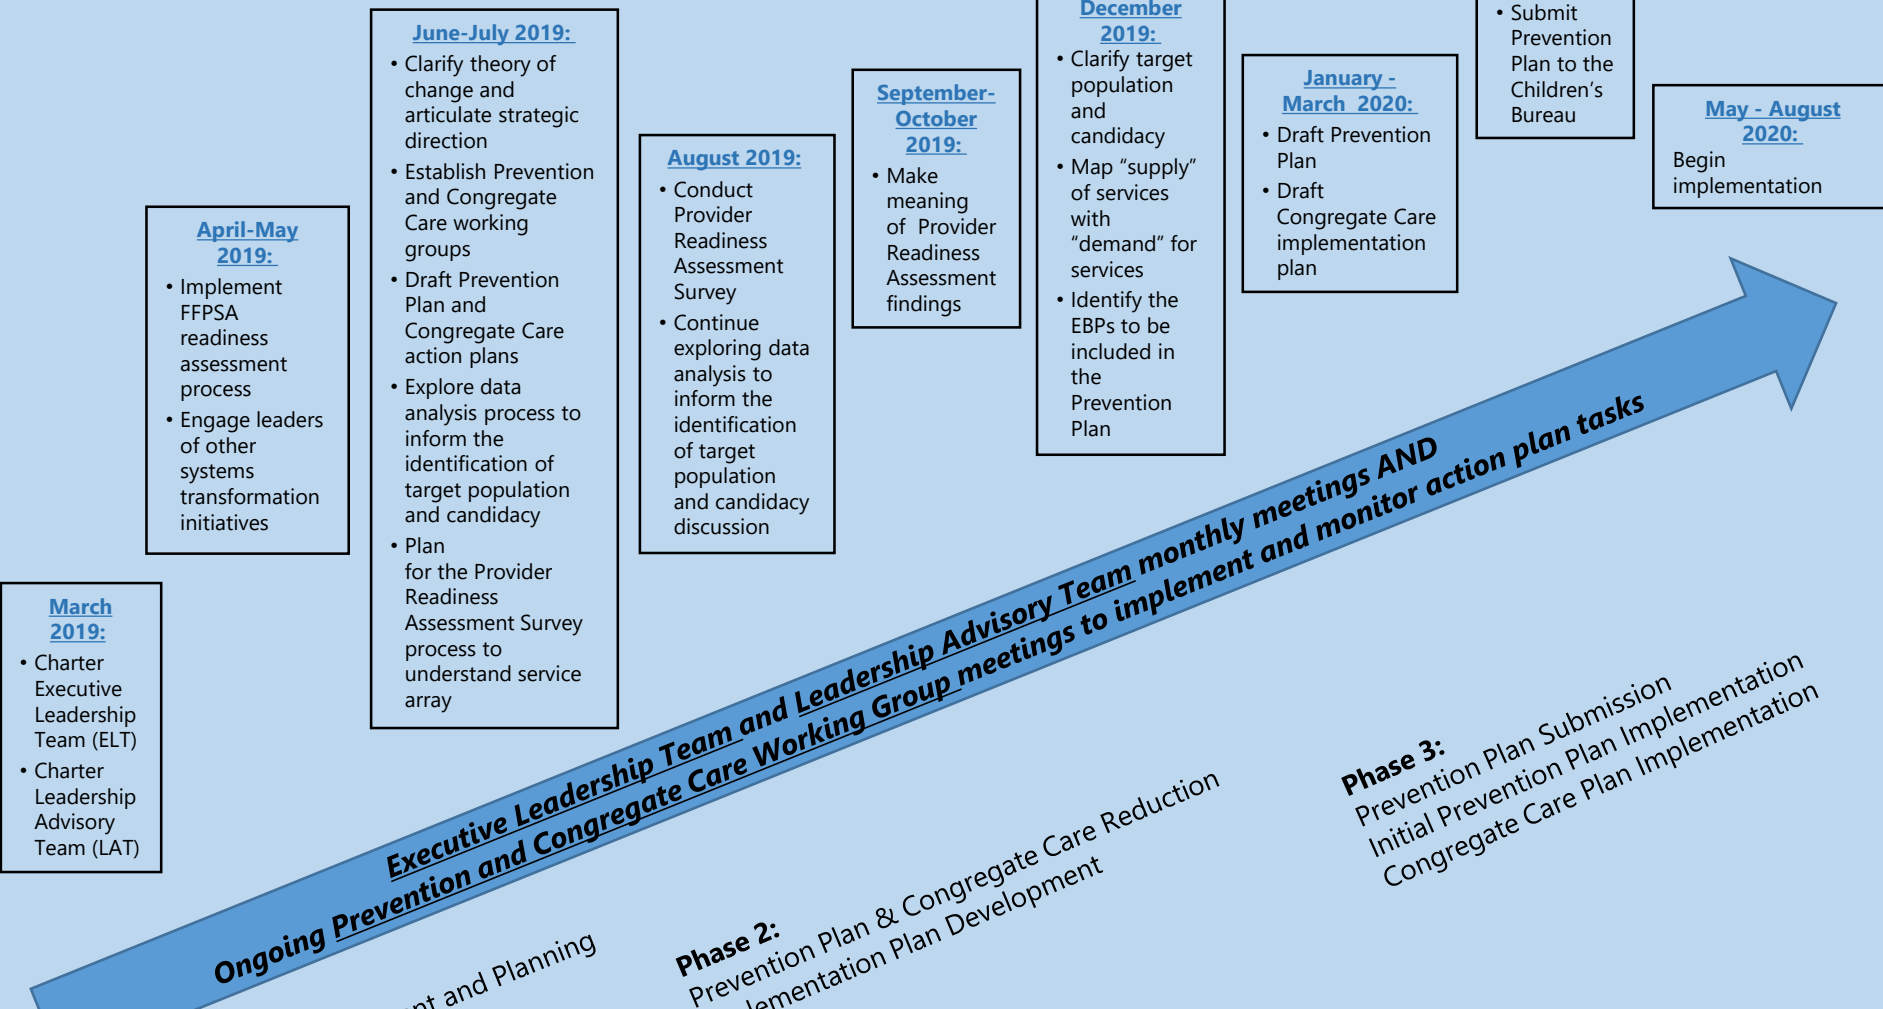 March
2019:
• Charter
Executive
Leadership
Team (ELT)
• Charter
Leadership
Advisory
Team (LAT)
April-May
2019:
• Implement
FFPSA
readiness
assessment
process
• Engage leaders
of other
systems
transformation
initiatives
June-July 2019:
• Clarify theory of
change and
articulate strategic
direction
• Establish Prevention
and Congregate
Care working
groups
• Draft Prevention
Plan and
Congregate Care
action plans
• Explore data
analysis process to
inform the
identification of
target population
and candidacy
• Plan
for the Provider
Readiness
Assessment Survey
process to
understand service
array
August 2019:
• Conduct
Provider
Readiness
Assessment
Survey
• Continue
exploring data
analysis to
inform the
identification
of target
population
and candidacy
discussion
September-
October
2019:
• Make
meaning
of Provider
Readiness
Assessment
findings
December
2019:
• Clarify target
population
and
candidacy
• Map “supply”
of services
with
“demand” for
services
• Identify the
EBPs to be
included in
the
Prevention
Plan
January -
March 2020:
• Draft Prevention
Plan
• Draft
Congregate Care
implementation
plan
• Submit
Prevention
Plan to the
Children’s
Bureau
May - August
2020:
Begin
implementation
Executive Leadership Team and Leadership Advisory Team monthly meetings AND
Ongoing Prevention and Congregate Care Working Group meetings to implement and monitor action plan tasks
and Planning
Phase 2:
Prevention Plan & Congregate Care Reduction
Plan Development
Phase 3:
Prevention Plan Submission
Initial Prevention Plan Implementation
Congregate Care Plan Implementation